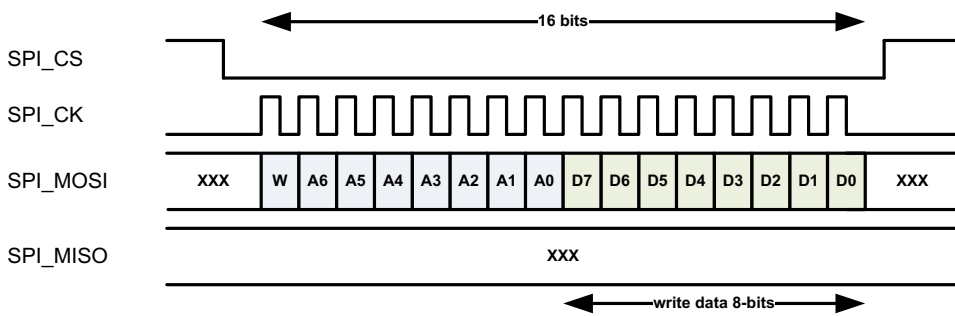 16 bits
SPI_CS
SPI_CK
SPI_MOSI XXX W A6 A5 A4 A3 A2 A1 A0 D7 D6 D5 D4 D3 D2 D1 D0 XXX
SPI_MISO XXX
write data 8-bits